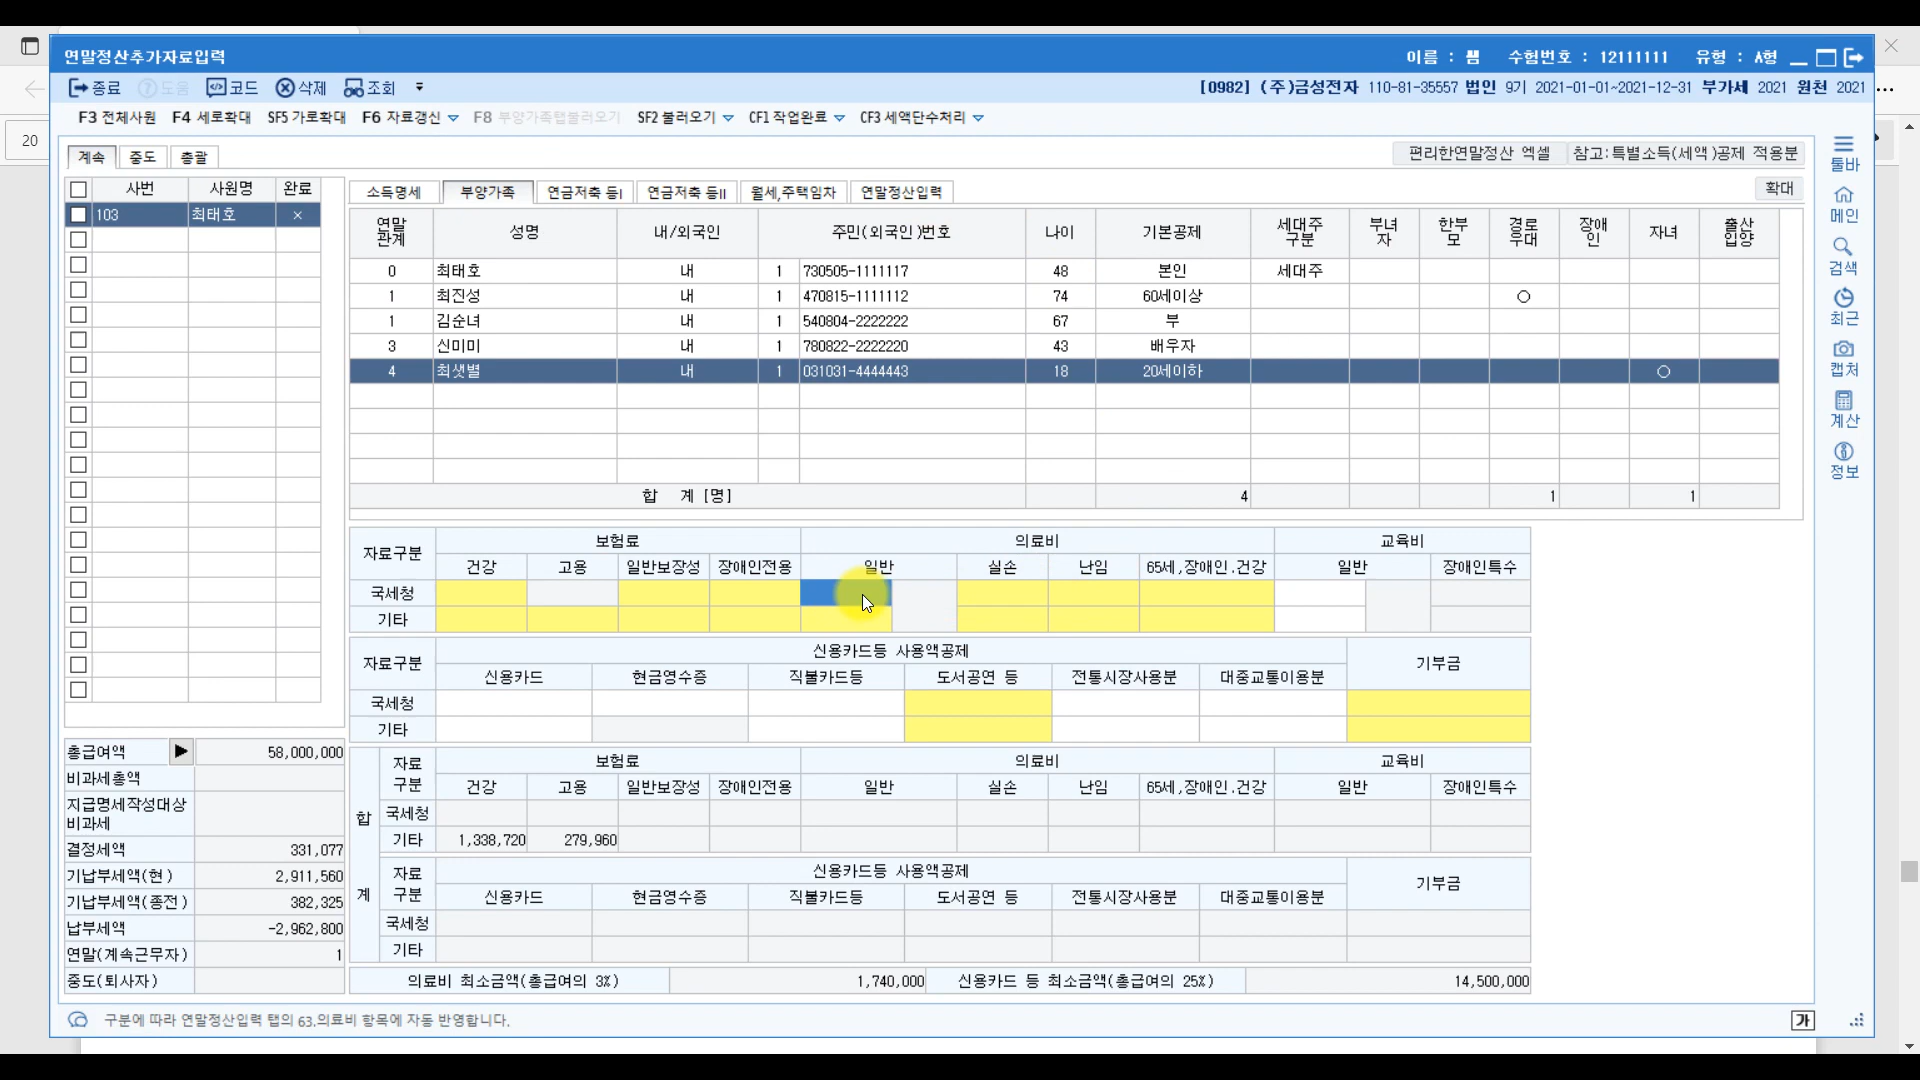 연말정산추가자료입력 이름 : 쎔 수험번호 : 12111111 유형 : A형
종료 도움 코드 삭제 조회 [0982] (주)금성전자 110-81-35557 법인 9기 2021-01-01~2021-12-31 부가세 2021 원천 2021
F3 전체사원 F4 세로확대 SF5 가로확대 F6 자료갱신 F8 부양가족탭불러오기 SF2 불러오기 CF1 작업완료 CF3 세액단수처리
20
계속 중도 총괄 편리한연말정산 엑셀 참고:특별소득(세액)공제 적용분
사번 사원명 완료
103 최태호 ×
소득명세 부양가족 연금저축 등I 연금저축 등II 월세,주택임차 연말정산입력 확대
연말관계 성명 내/외국인 주민(외국인)번호 나이 기본공제 세대주구분 부녀자 한부모 경로우대 장애인 자녀 출산입양
0 최태호 내 1 730505-1111117 48 본인 세대주
1 최진성 내 1 470815-1111112 74 60세이상 ○
1 김순녀 내 1 540804-2222222 67 부
3 신미미 내 1 780822-2222220 43 배우자
4 최샛별 내 1 031031-4444443 18 20세이하 ○
합 계 [명] 4 1 1
자료구분 보험료 의료비 교육비
건강 고용 일반보장성 장애인전용 일반 실손 난임 65세,장애인.건강 일반 장애인특수
국세청
기타
자료구분 신용카드등 사용액공제 기부금
신용카드 현금영수증 직불카드등 도서공연 등 전통시장사용분 대중교통이용분
국세청
기타
합 계
자료구분 보험료 의료비 교육비
건강 고용 일반보장성 장애인전용 일반 실손 난임 65세,장애인.건강 일반 장애인특수
국세청
기타 1,338,720 279,960
자료구분 신용카드등 사용액공제 기부금
신용카드 현금영수증 직불카드등 도서공연 등 전통시장사용분 대중교통이용분
국세청
기타
의료비 최소금액(총급여의 3%) 1,740,000 신용카드 등 최소금액(총급여의 25%) 14,500,000
총급여액 58,000,000
비과세총액
지급명세작성대상
비과세
결정세액 331,077
기납부세액(현) 2,911,560
기납부세액(종전) 382,325
납부세액 -2,962,800
연말(계속근무자) 1
중도(퇴사자)
툴바
메인
검색
최근
캡처
계산
정보
구분에 따라 연말정산입력 탭의 63.의료비 항목에 자동 반영합니다. 가